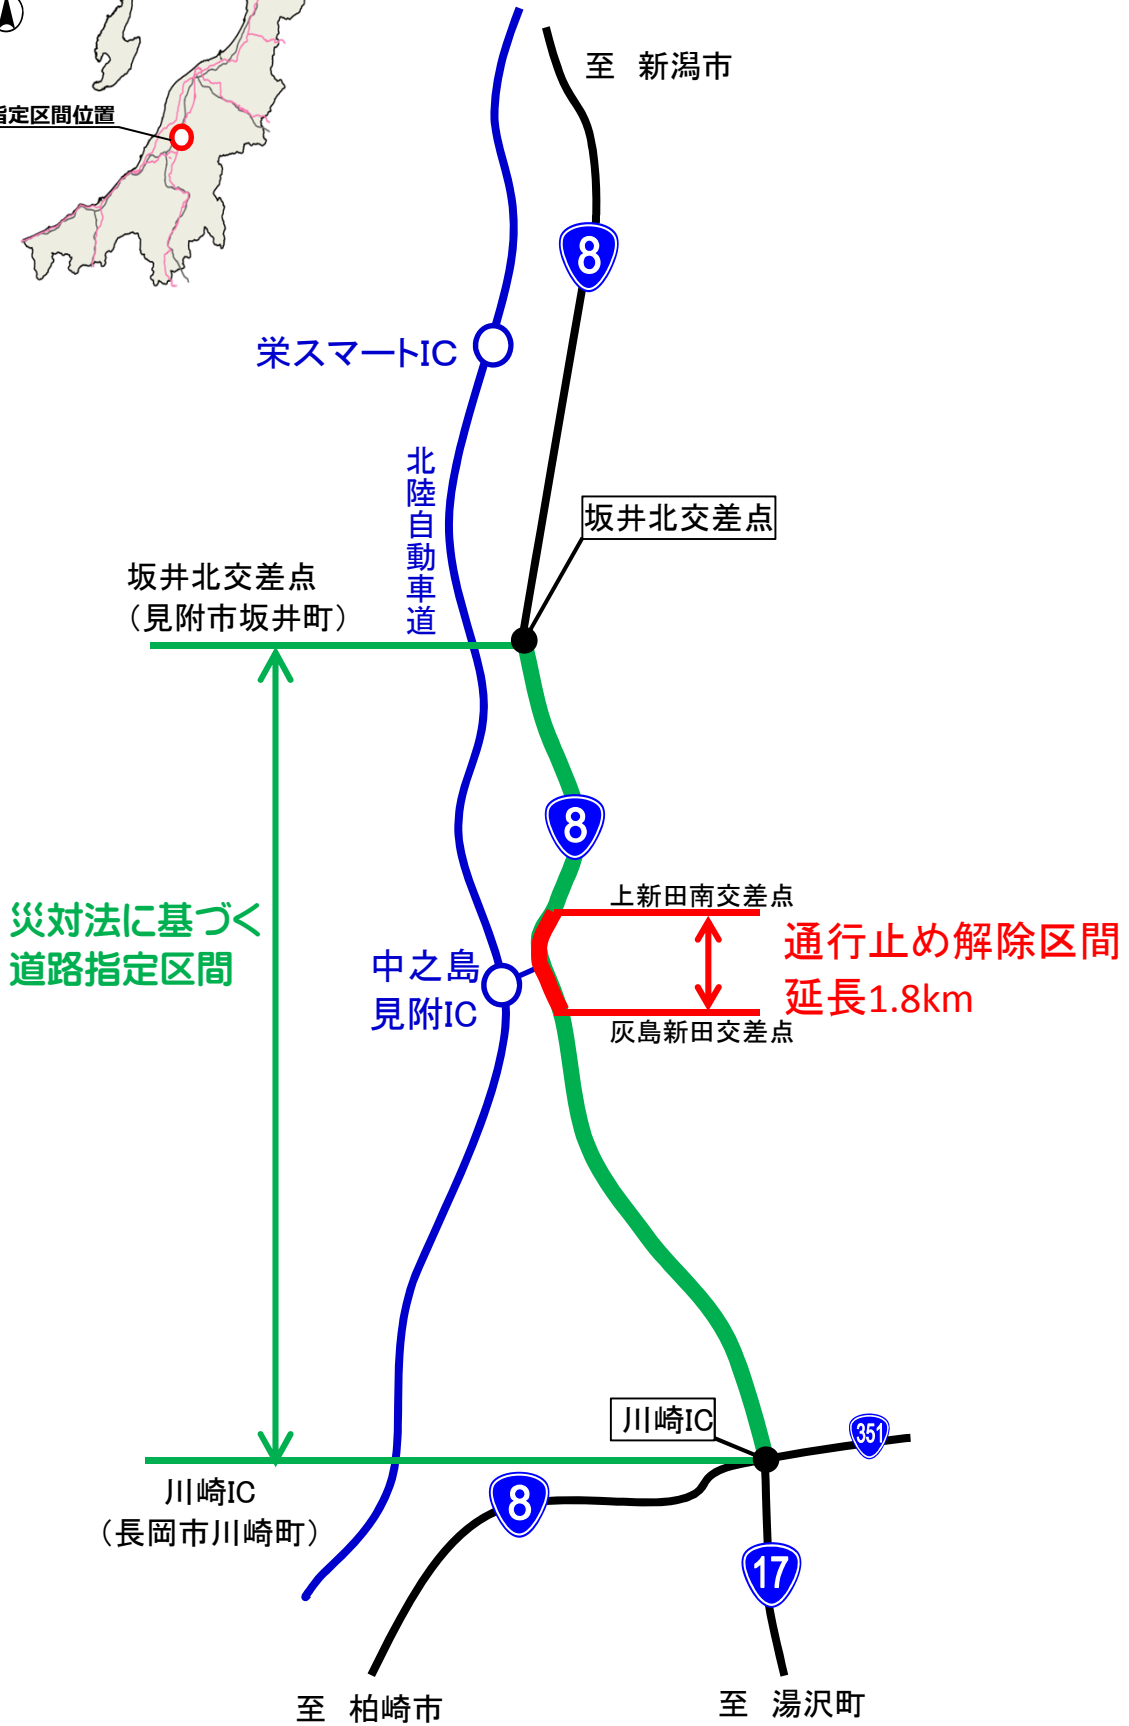 定区間位置
至 新潟市
8
栄スマートIC
北陸自動車道
坂井北交差点
坂井北交差点
（見附市坂井町）
8
上新田南交差点
災対法に基づく
道路指定区間
通行止め解除区間
延長1.8km
中之島
見附IC
灰島新田交差点
川崎IC
351
川崎IC
（長岡市川崎町）
8
17
至 柏崎市
至 湯沢町